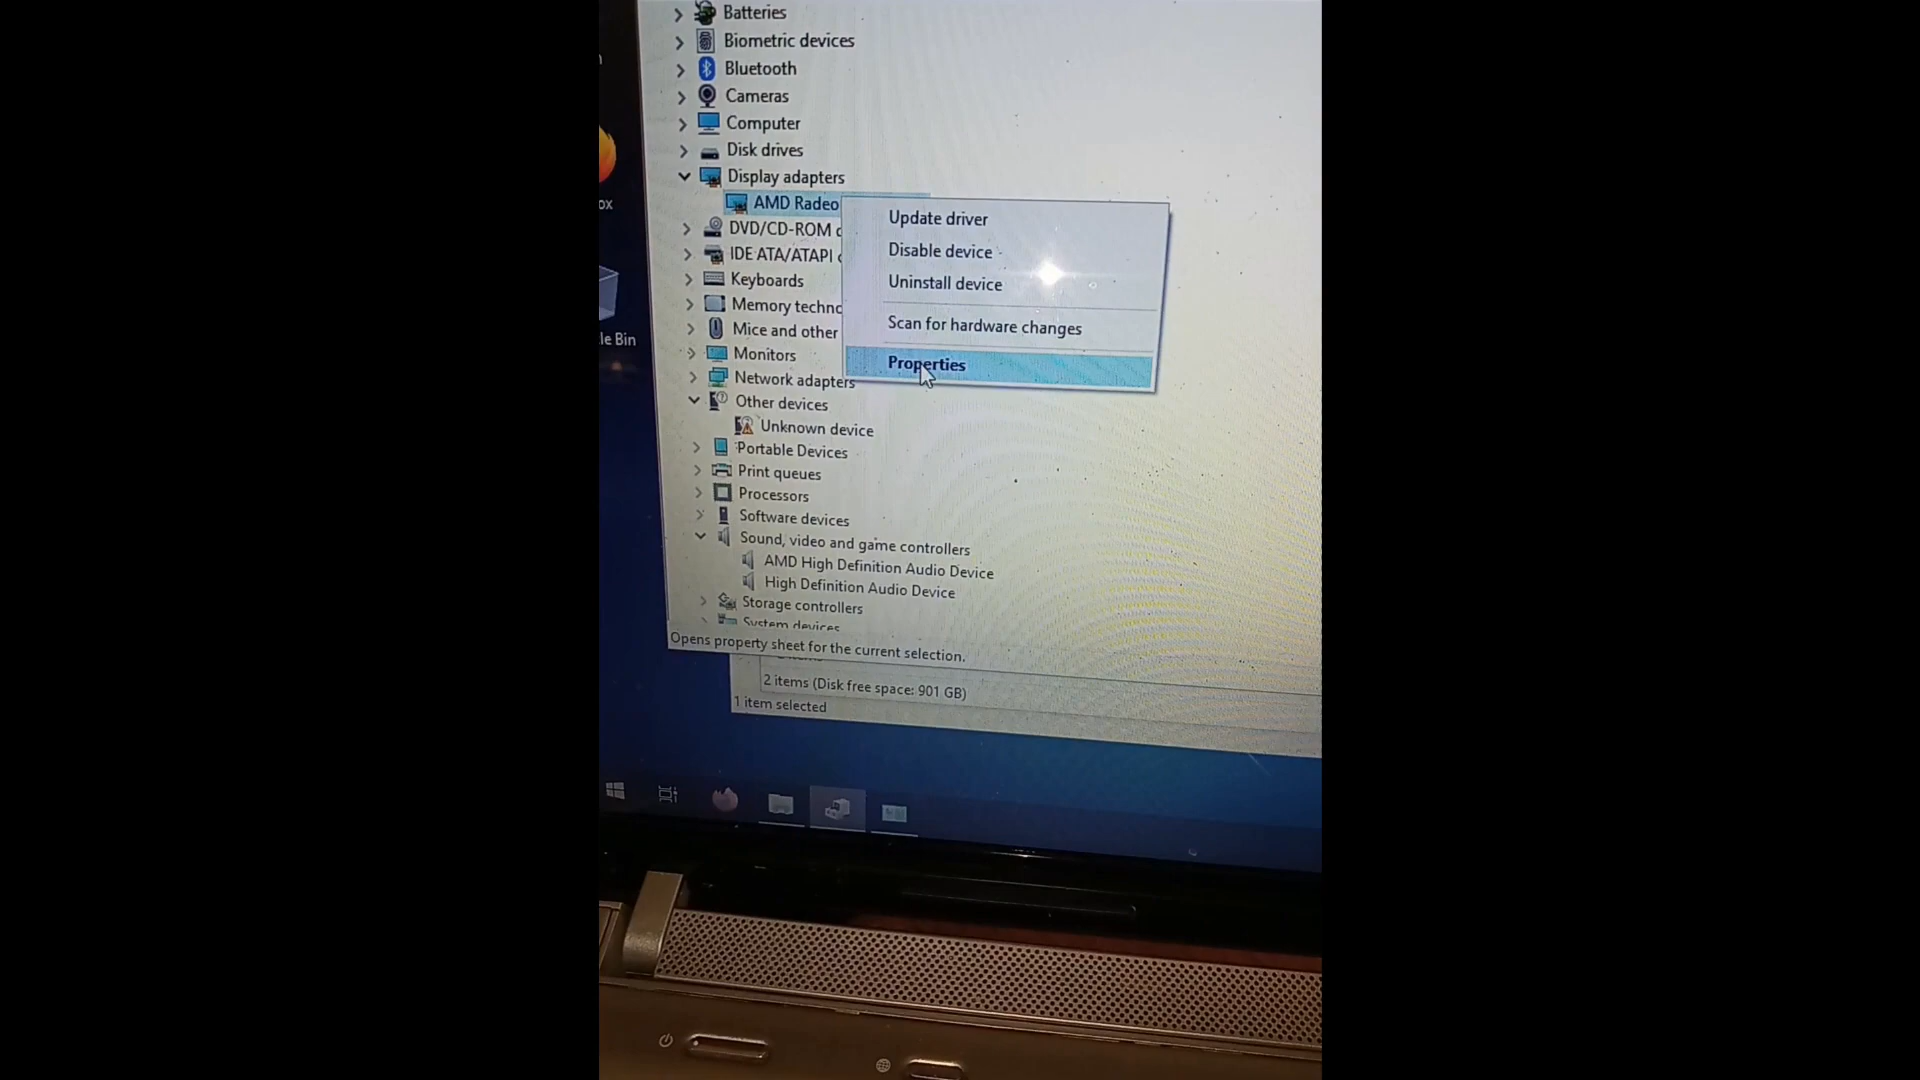 Batteries
Biometric devices
Bluetooth
Cameras
Computer
Disk drives
Display adapters
AMD Radeo
DVD/CD-ROM
IDE ATA/ATAPI
Keyboards
Memory techno
Mice and other
Monitors
Network adapters
Other devices
Unknown device
Portable Devices
Print queues
Processors
Software devices
Sound, video and game controllers
AMD High Definition Audio Device
High Definition Audio Device
Storage controllers
System devices
Opens property sheet for the current selection.
Update driver
Disable device
Uninstall device
Scan for hardware changes
Properties
2 items (Disk free space: 901 GB)
1 item selected
ox
le Bin